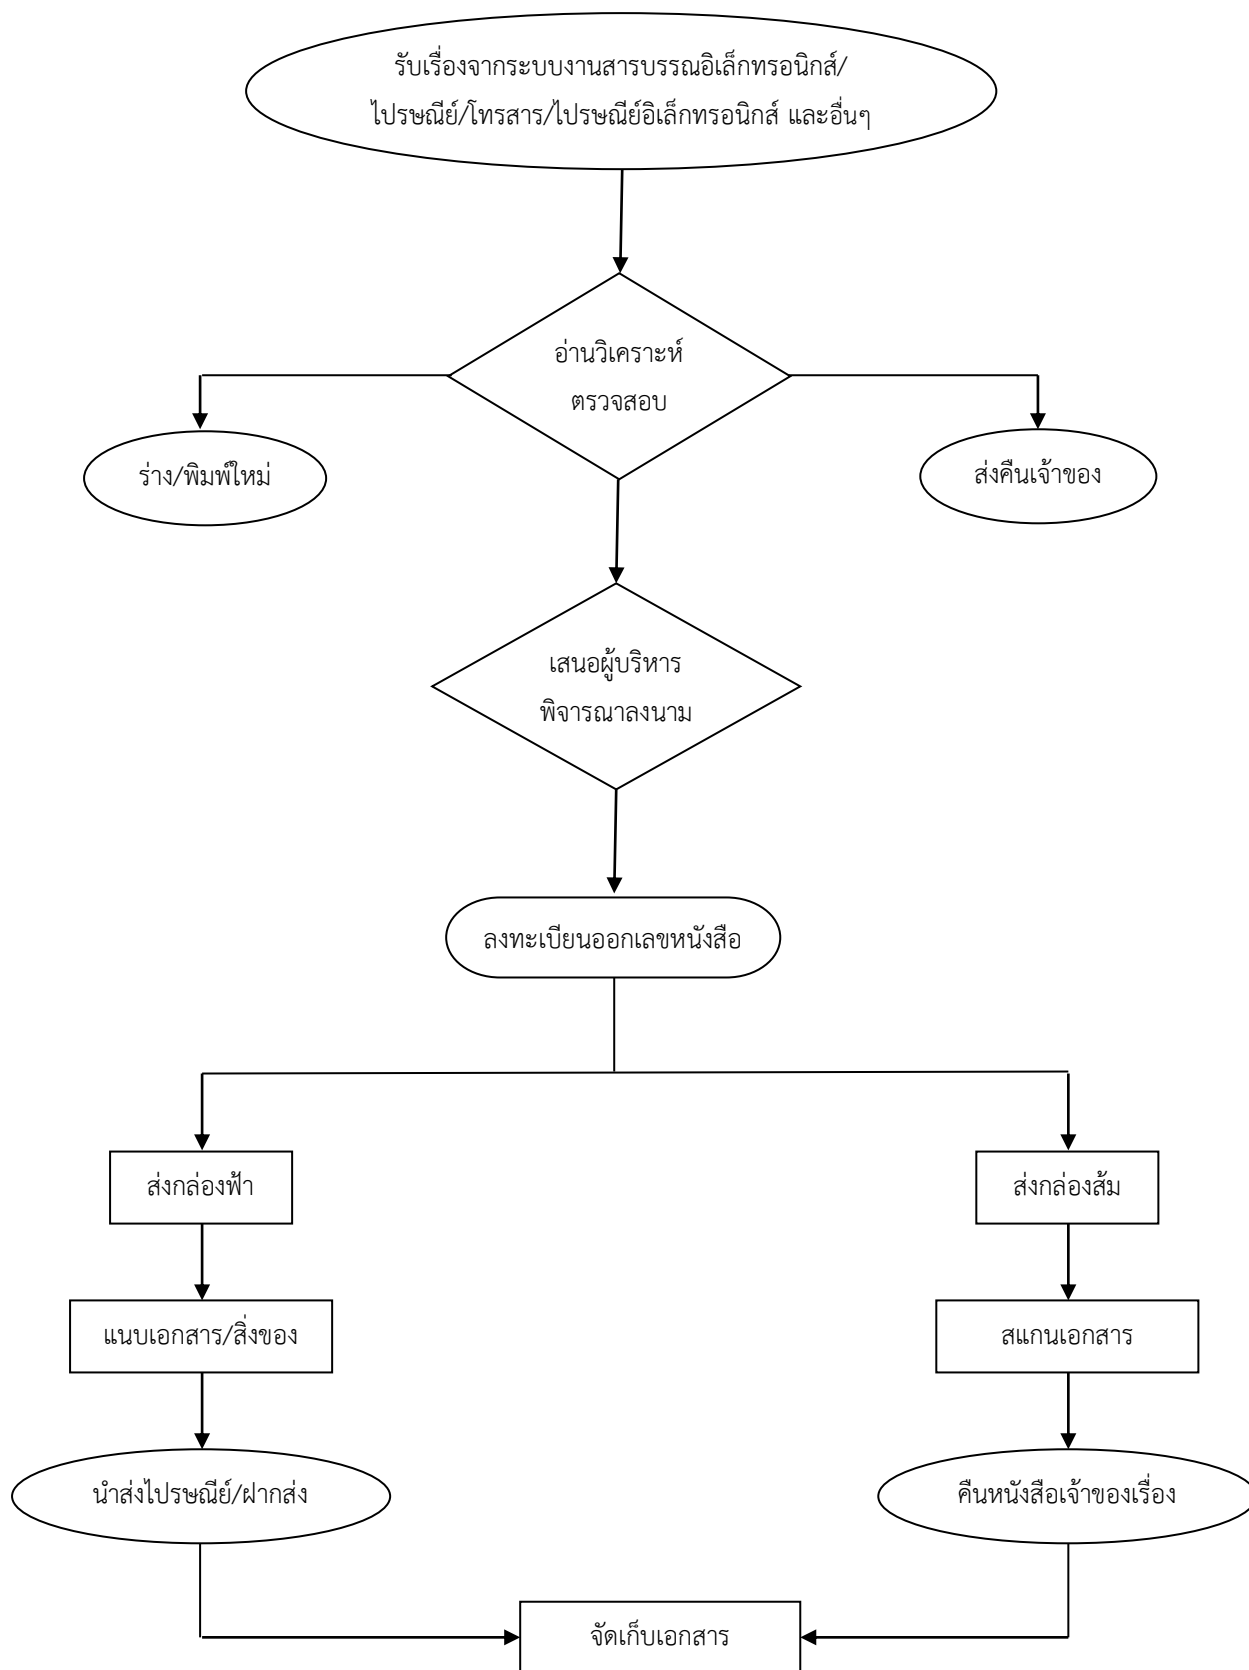 รับเรื่องจากระบบงานสารบรรณอิเล็กทรอนิกส์/
ไปรษณีย์/โทรสาร/ไปรษณีย์อิเล็กทรอนิกส์ และอื่นๆ
อ่านวิเคราะห์
ตรวจสอบ
ร่าง/พิมพ์ใหม่
ส่งคืนเจ้าของ
เสนอผู้บริหาร
พิจารณาลงนาม
ลงทะเบียนออกเลขหนังสือ
ส่งกล่องฟ้า
ส่งกล่องส้ม
แนบเอกสาร/สิ่งของ
สแกนเอกสาร
นำส่งไปรษณีย์/ฝากส่ง
คืนหนังสือเจ้าของเรื่อง
จัดเก็บเอกสาร